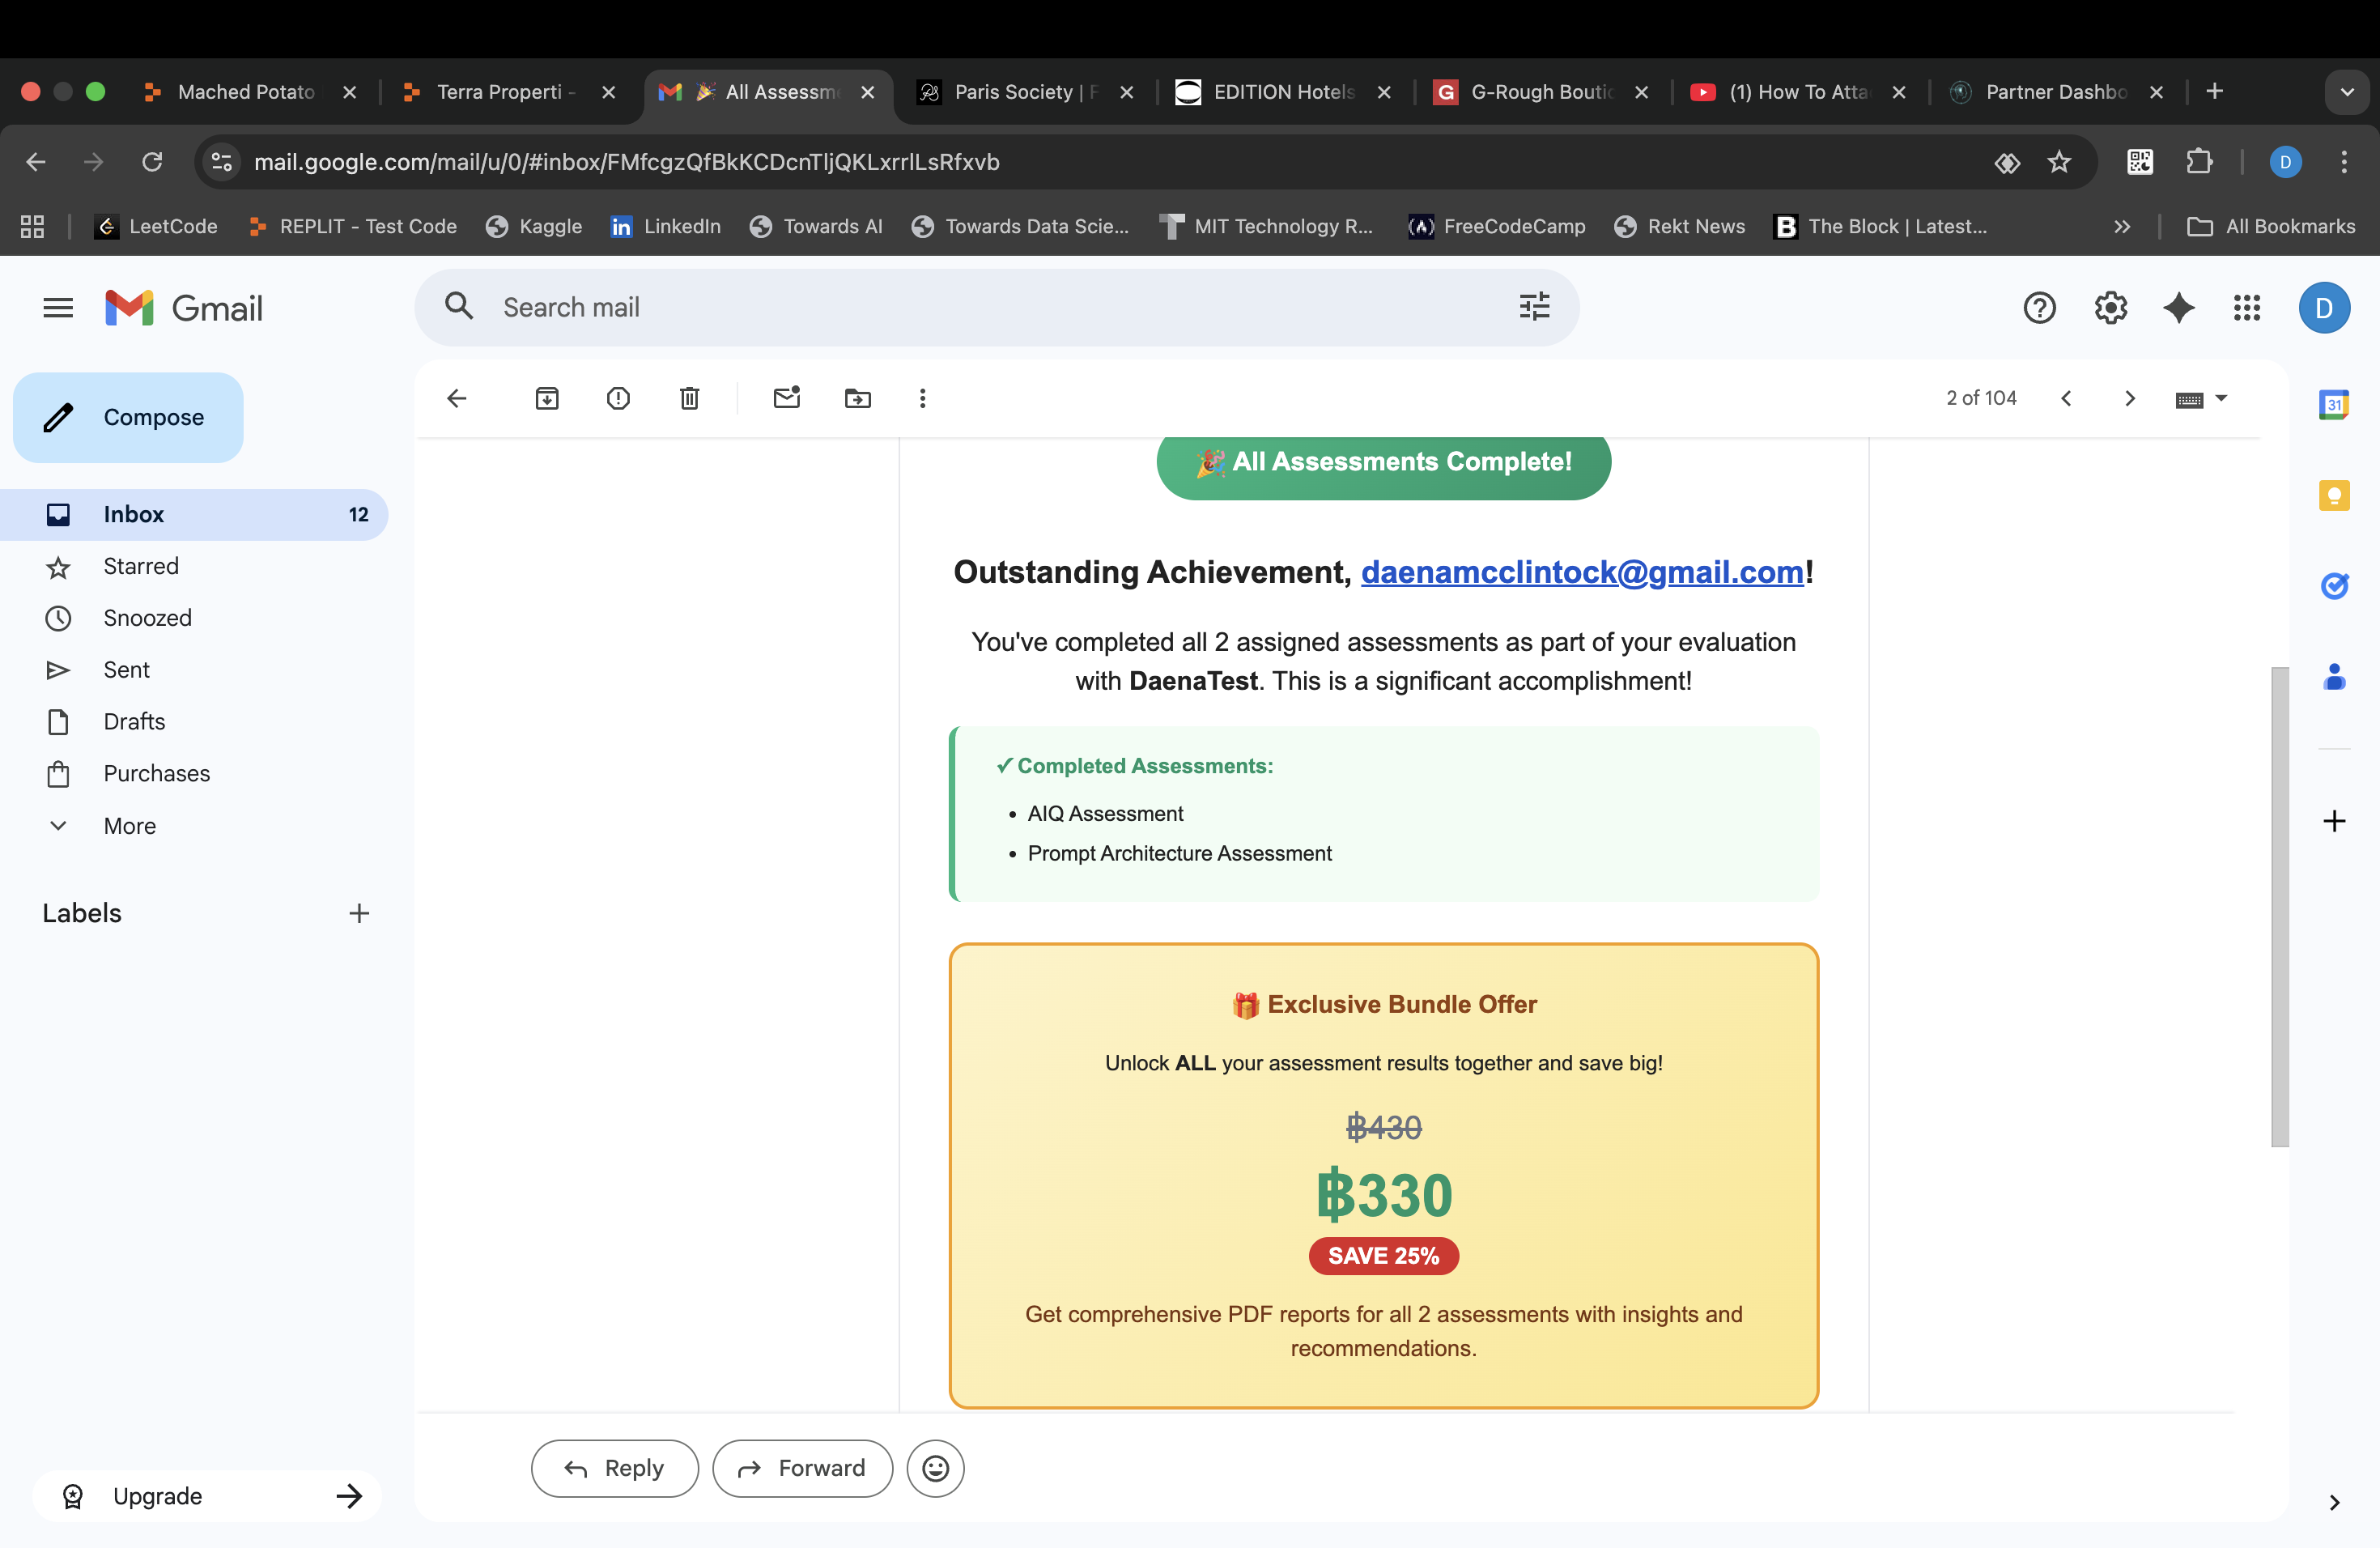 Mached Potato
Terra Properti -
🎉 All Assessm
Paris Society | F
EDITION Hotels
G-Rough Boutic
(1) How To Atta
Partner Dashbo
mail.google.com/mail/u/0/#inbox/FMfcgzQfBkKCDcnTljQKLxrrlLsRfxvb
D
LeetCode
REPLIT - Test Code
Kaggle
LinkedIn
Towards AI
Towards Data Scie...
MIT Technology R...
FreeCodeCamp
Rekt News
The Block | Latest...
All Bookmarks
Gmail
Search mail
D
Compose
2 of 104
31
Inbox 12
Starred
Snoozed
Sent
Drafts
Purchases
More
Labels
🎉 All Assessments Complete!
Outstanding Achievement, daenamcclintock@gmail.com!
You've completed all 2 assigned assessments as part of your evaluation
with DaenaTest. This is a significant accomplishment!
✓ Completed Assessments:
• AIQ Assessment
• Prompt Architecture Assessment
🎁 Exclusive Bundle Offer
Unlock ALL your assessment results together and save big!
฿430
฿330
SAVE 25%
Get comprehensive PDF reports for all 2 assessments with insights and
recommendations.
Reply
Forward
Upgrade